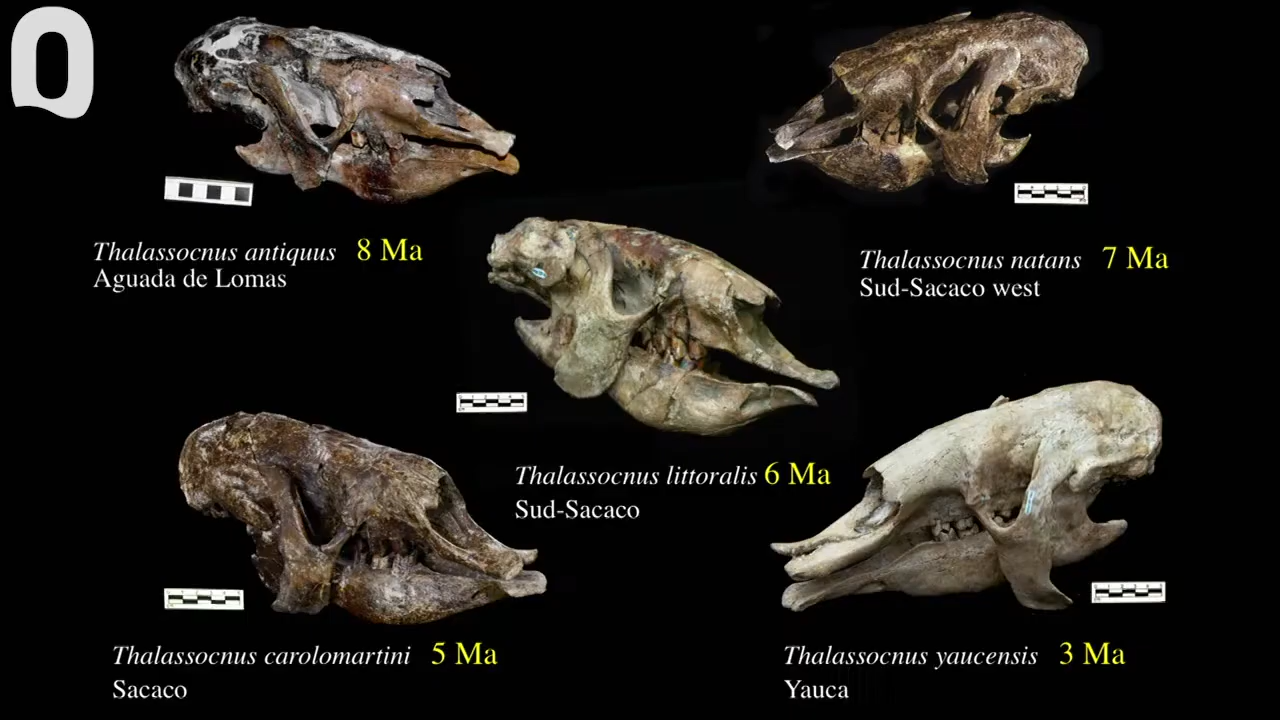 Q
Thalassocnus antiquus 8 Ma
Aguada de Lomas
Thalassocnus natans 7 Ma
Sud-Sacaco west
Thalassocnus littoralis 6 Ma
Sud-Sacaco
Thalassocnus carolomartini 5 Ma
Sacaco
Thalassocnus yaucensis 3 Ma
Yauca